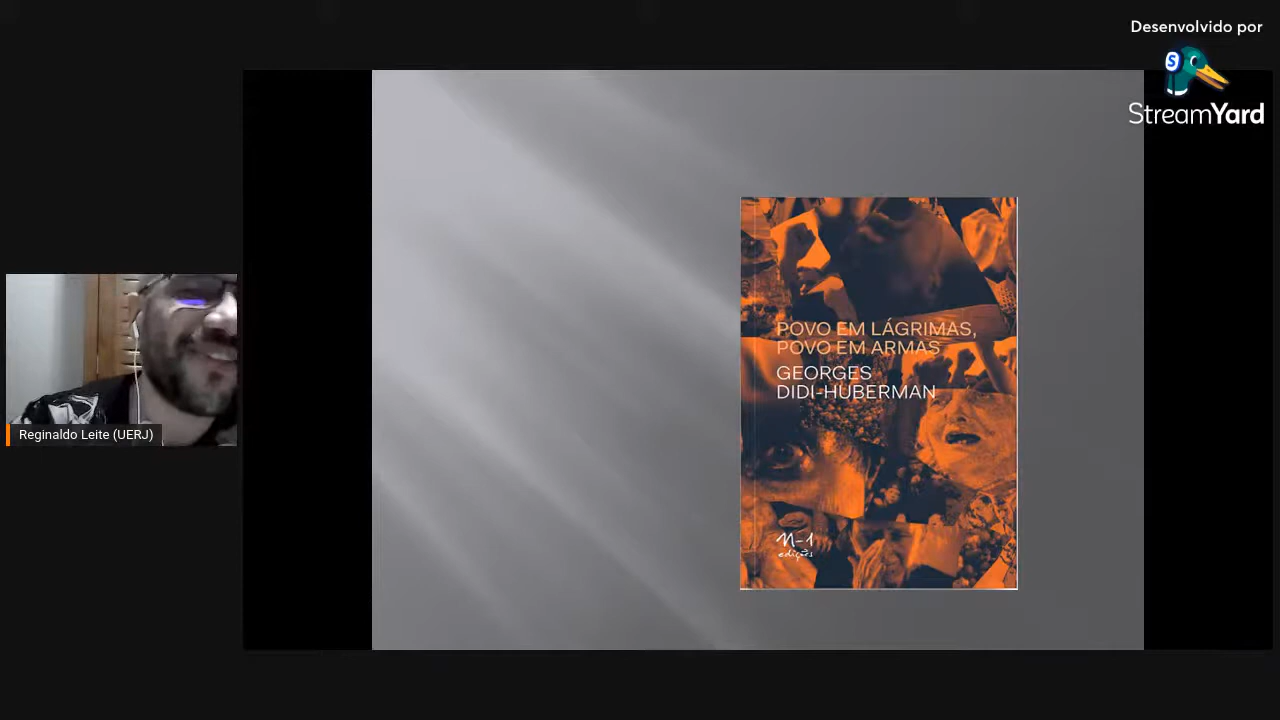 Desenvolvido por
S
StreamYard
POVO EM LÁGRIMAS,
POVO EM ARMAS
GEORGES
DIDI-HUBERMAN
n-1
edições
Reginaldo Leite (UERJ)